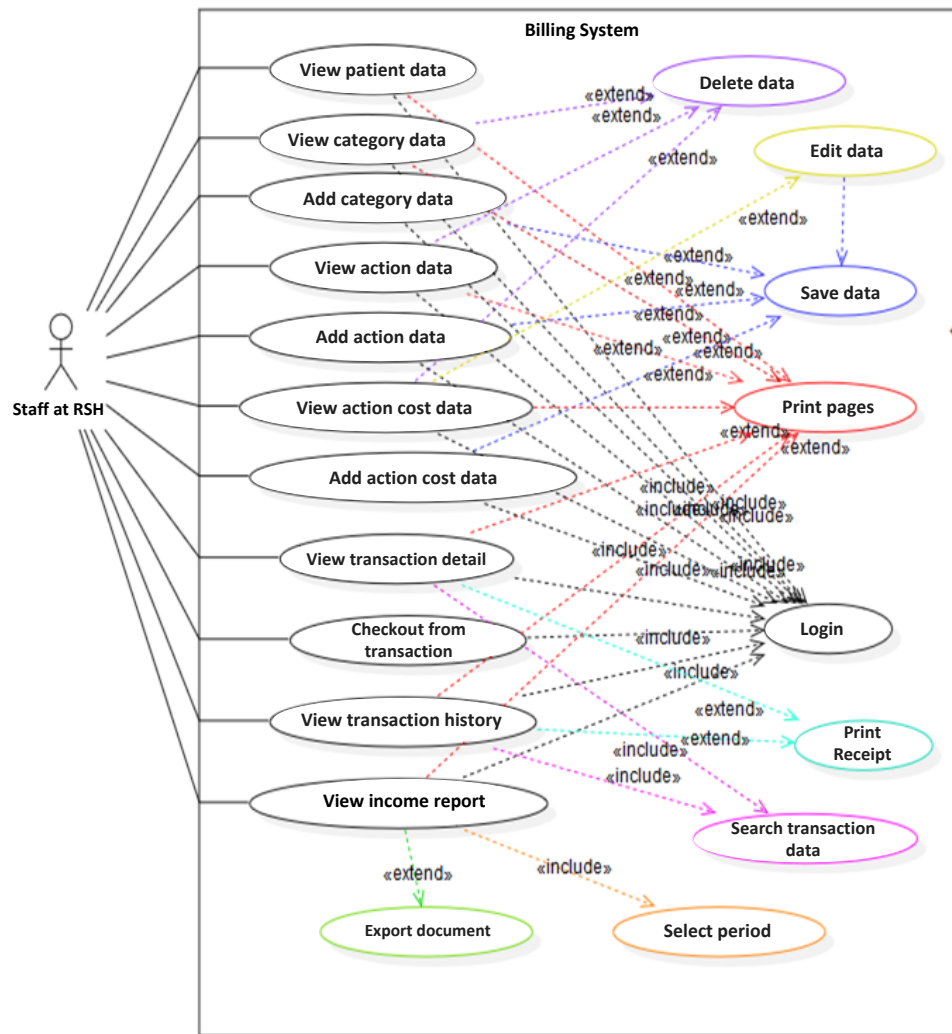 Billing System
View patient data
Delete data
«extend»
«extend»
View category data
«extend»
Edit data
Add category data
«extend»
View action data
«extend»
«extend»
«extend»
Save data
«extend»
Add action data
«extend»
«extend»
«extend»
Staff at RSH
View action cost data
Print pages
«extend»
«extend»
Add action cost data
«include»
«include»
«include»
«include»
«include»
«include»
View transaction detail
«include»
«include»
«include»
Checkout from
transaction
«include»
Login
«include»
View transaction history
«extend»
«extend»
Print
Receipt
«include»
«include»
View income report
Search transaction
data
«extend»
«include»
Export document
Select period